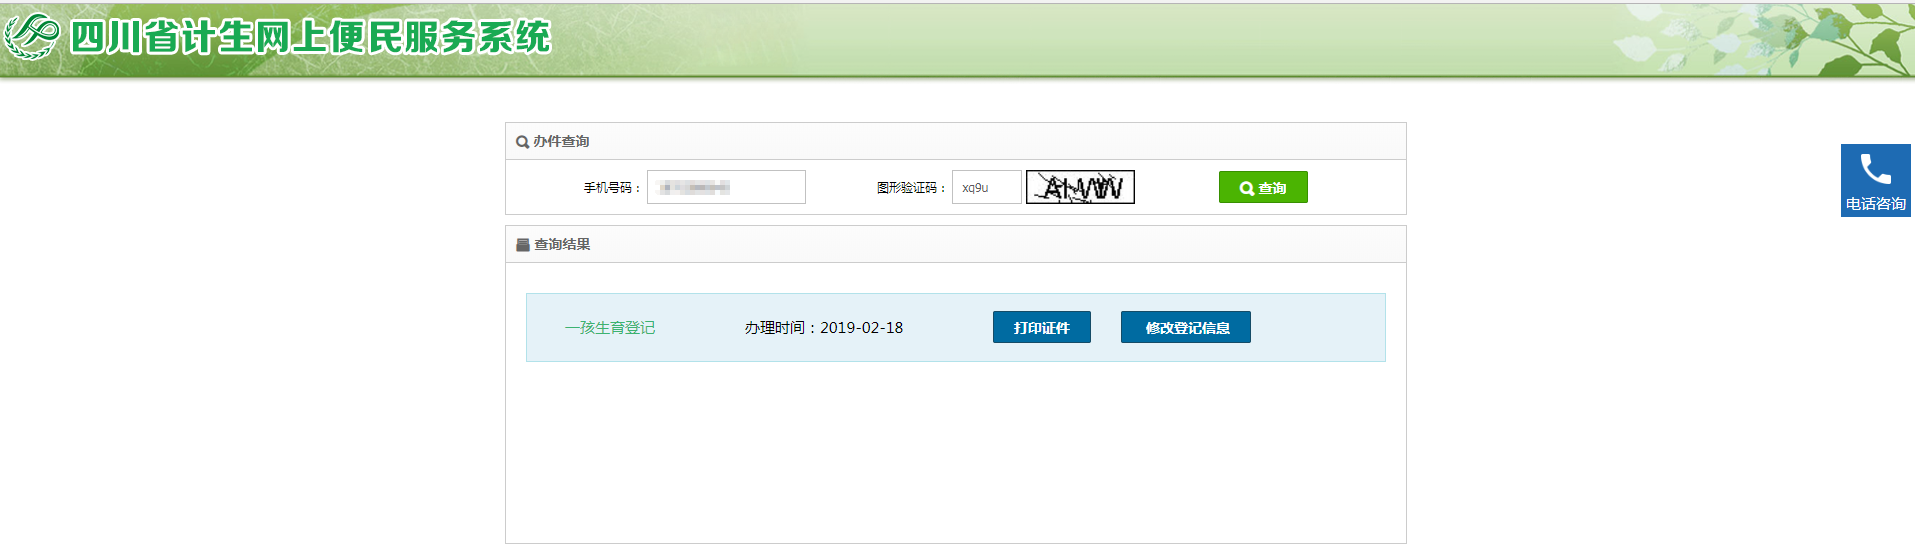 四川省计生网上便民服务系统
办件查询
手机号码：
图形验证码： xq9u
查询
电话咨询
查询结果
一孩生育登记 办理时间：2019-02-18 打印证件 修改登记信息